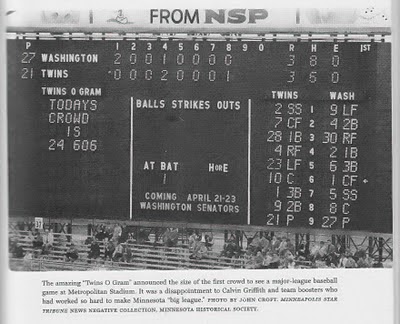 FROM NSP
P 1 2 3 4 5 6 7 8 9 0 R H E 1ST
27 WASHINGTON 2 0 0 1 0 0 0 0 3 8 0
21 TWINS 0 0 0 2 0 0 0 1 3 5 0
TWINS O GRAM
TODAYS
CROWD
IS
24 606
BALLS STRIKES OUTS
AT BAT H OR E
1
COMING APRIL 21-23
WASHINGTON SENATORS
TWINS WASH
2 SS 1 9 LF
7 CF 2 4 2B
28 1B 3 30 RF
4 RF 4 2 1B
23 LF 5 6 3B
10 C 6 1 CF
1 3B 7 5 SS
9 2B 8 8 C
21 P 9 27 P
The amazing "Twins O Gram" announced the size of the first crowd to see a major-league baseball
game at Metropolitan Stadium. It was a disappointment to Calvin Griffith and team boosters who
had worked so hard to make Minnesota "big league." PHOTO BY JOHN CROFT, MINNEAPOLIS STAR
TRIBUNE NEWS NEGATIVE COLLECTION, MINNESOTA HISTORICAL SOCIETY.